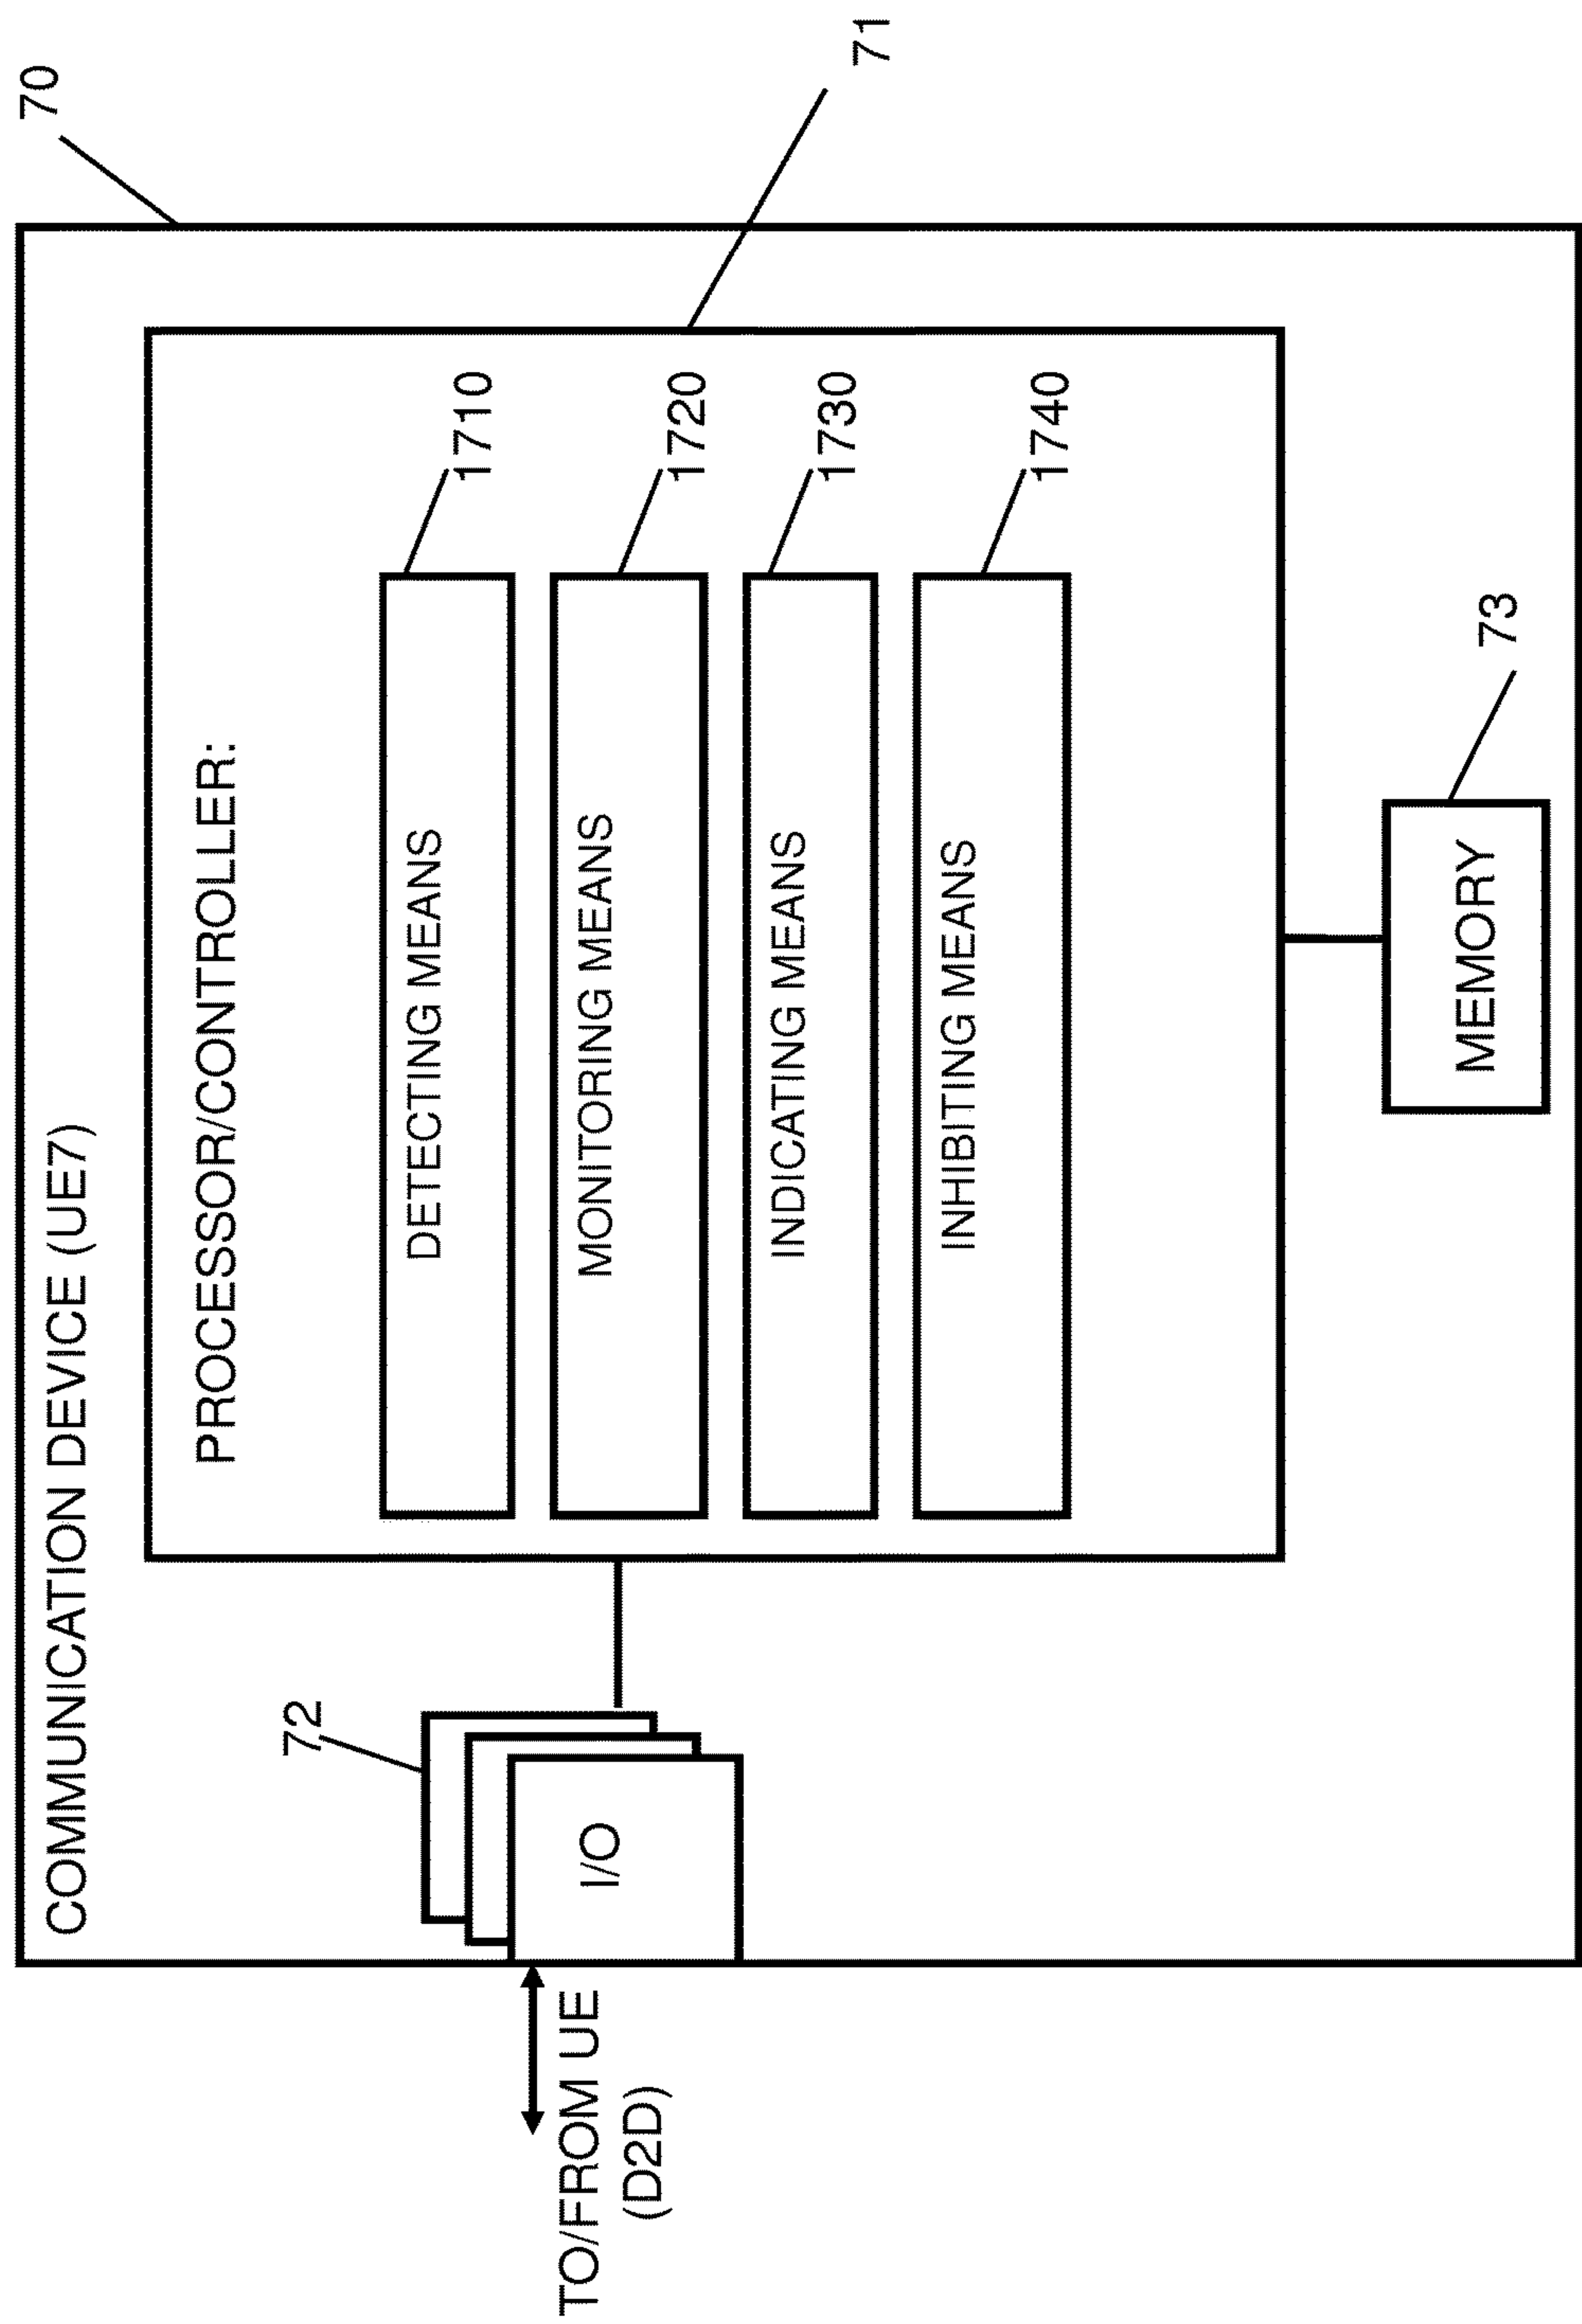 70
COMMUNICATION DEVICE (UE7)
71
PROCESSOR/CONTROLLER:
DETECTING MEANS
1710
MONITORING MEANS
1720
INDICATING MEANS
1730
INHIBITING MEANS
1740
72
I/O
TO/FROM UE
(D2D)
MEMORY
73